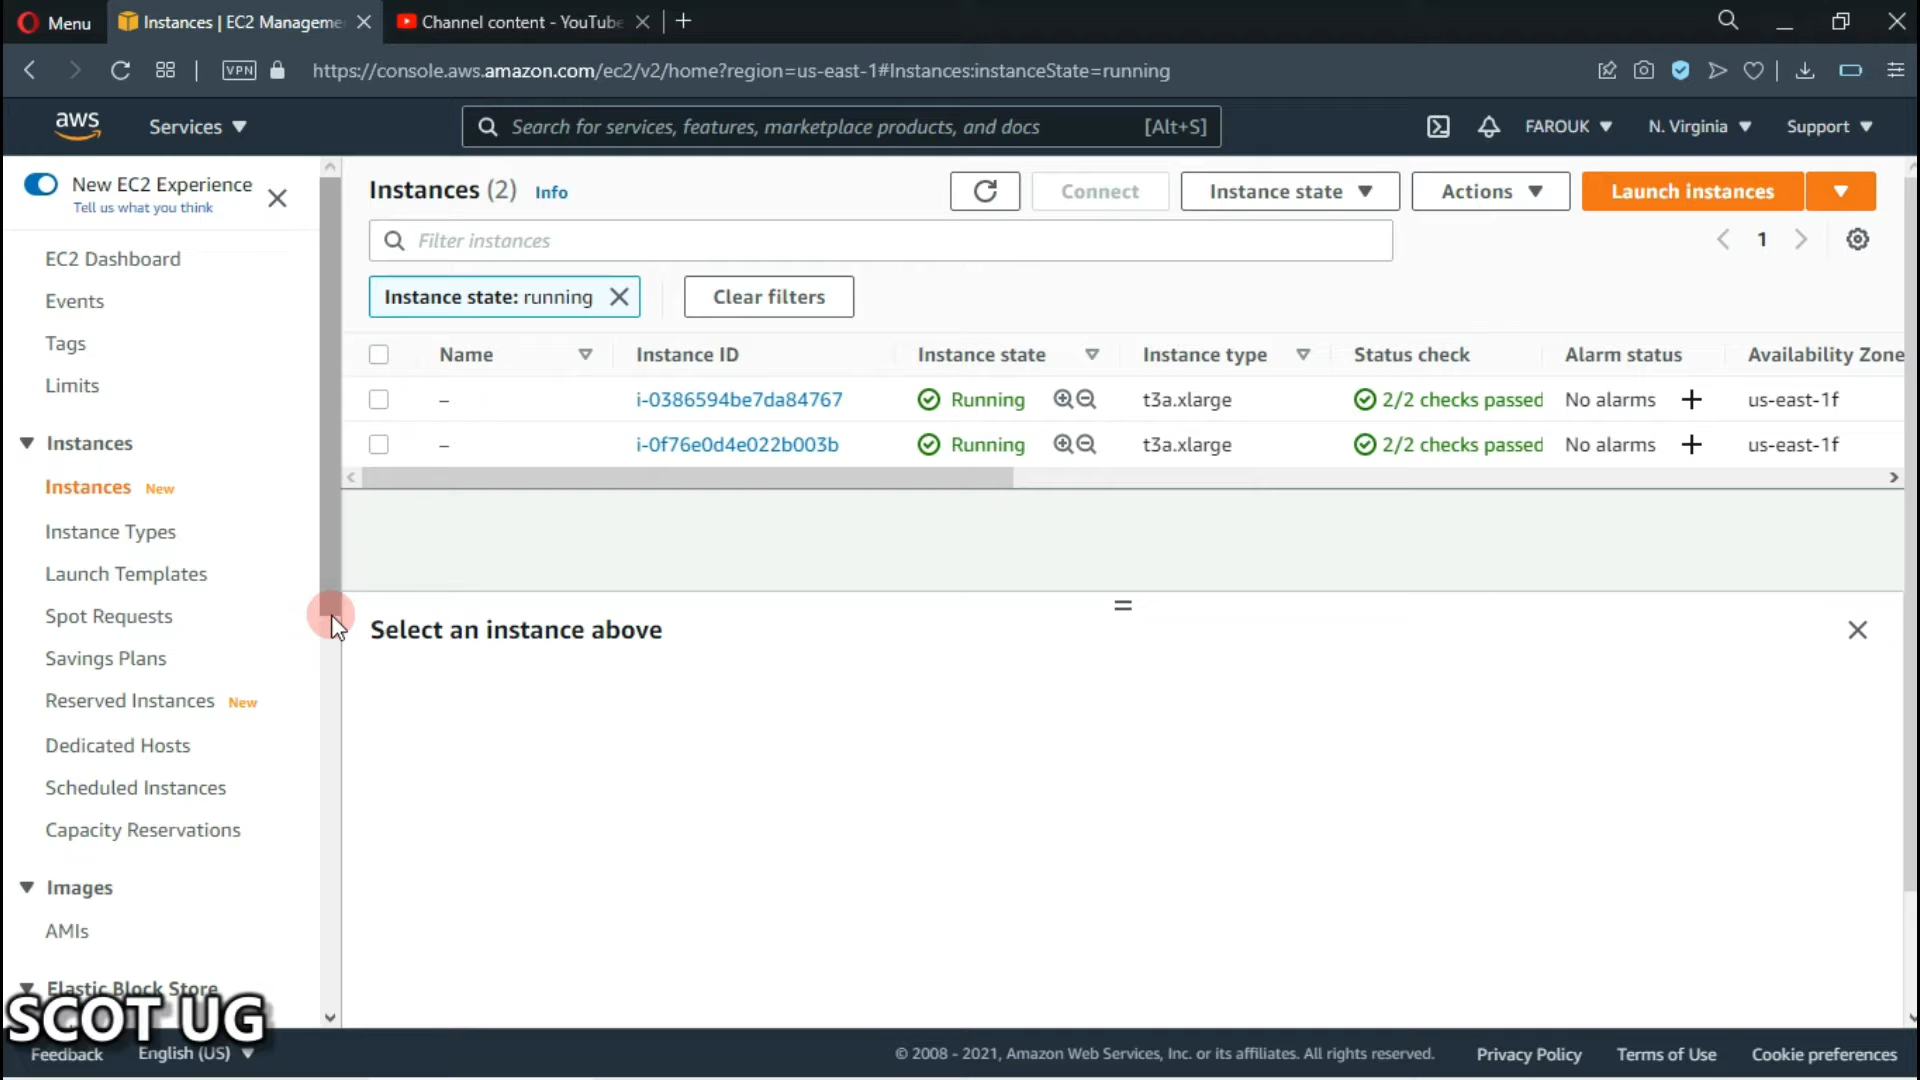 Menu
Instances | EC2 Manageme
Channel content - YouTube
VPN
https://console.aws.amazon.com/ec2/v2/home?region=us-east-1#Instances:instanceState=running
aws
Services
Search for services, features, marketplace products, and docs
[Alt+S]
FAROUK
N. Virginia
Support
New EC2 Experience
Tell us what you think
EC2 Dashboard
Events
Tags
Limits
Instances
Instances New
Instance Types
Launch Templates
Spot Requests
Savings Plans
Reserved Instances New
Dedicated Hosts
Scheduled Instances
Capacity Reservations
Images
AMIs
Elastic Block Store
SCOT UG
Instances (2) Info
Connect
Instance state
Actions
Launch instances
Filter instances
1
Instance state: running
Clear filters
Name Instance ID Instance state Instance type Status check Alarm status Availability Zone
– i-0386594be7da84767 Running t3a.xlarge 2/2 checks passed No alarms + us-east-1f
– i-0f76e0d4e022b003b Running t3a.xlarge 2/2 checks passed No alarms + us-east-1f
Select an instance above
Feedback
English (US)
© 2008 - 2021, Amazon Web Services, Inc. or its affiliates. All rights reserved.
Privacy Policy
Terms of Use
Cookie preferences